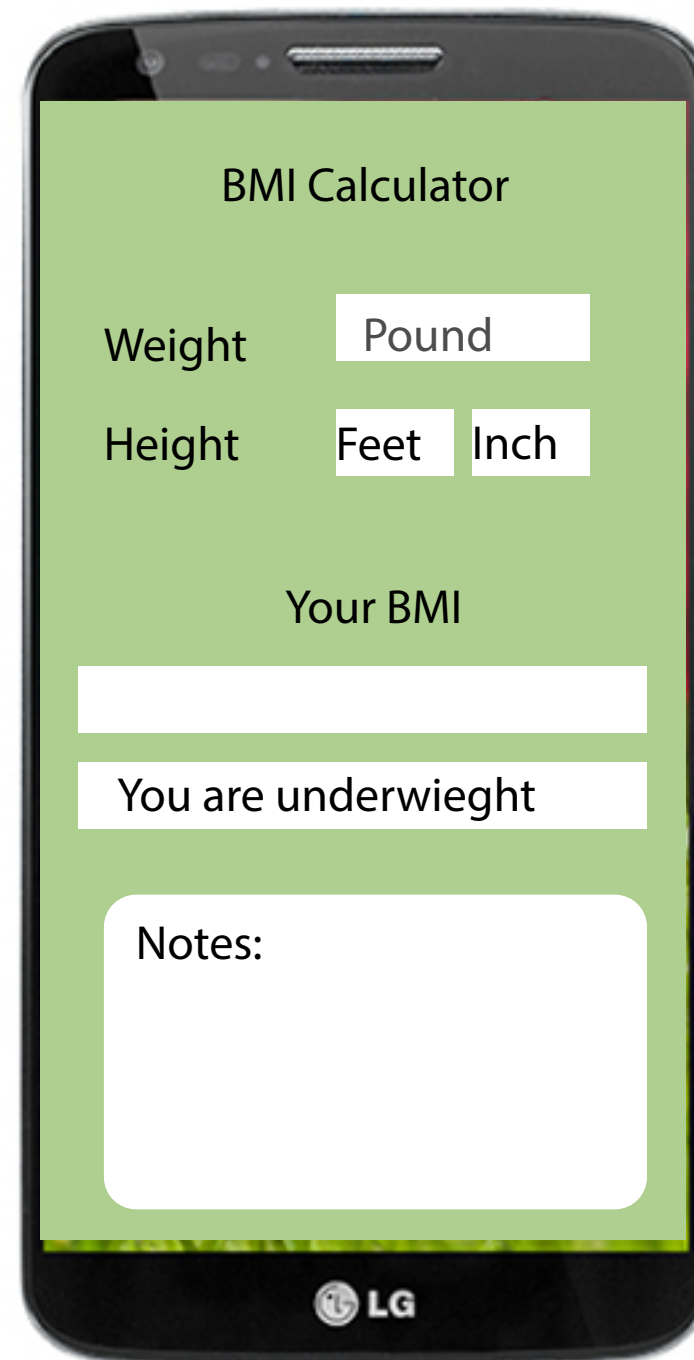 BMI Calculator
Weight Pound
Height Feet Inch
Your BMI
You are underwieght
Notes:
LG